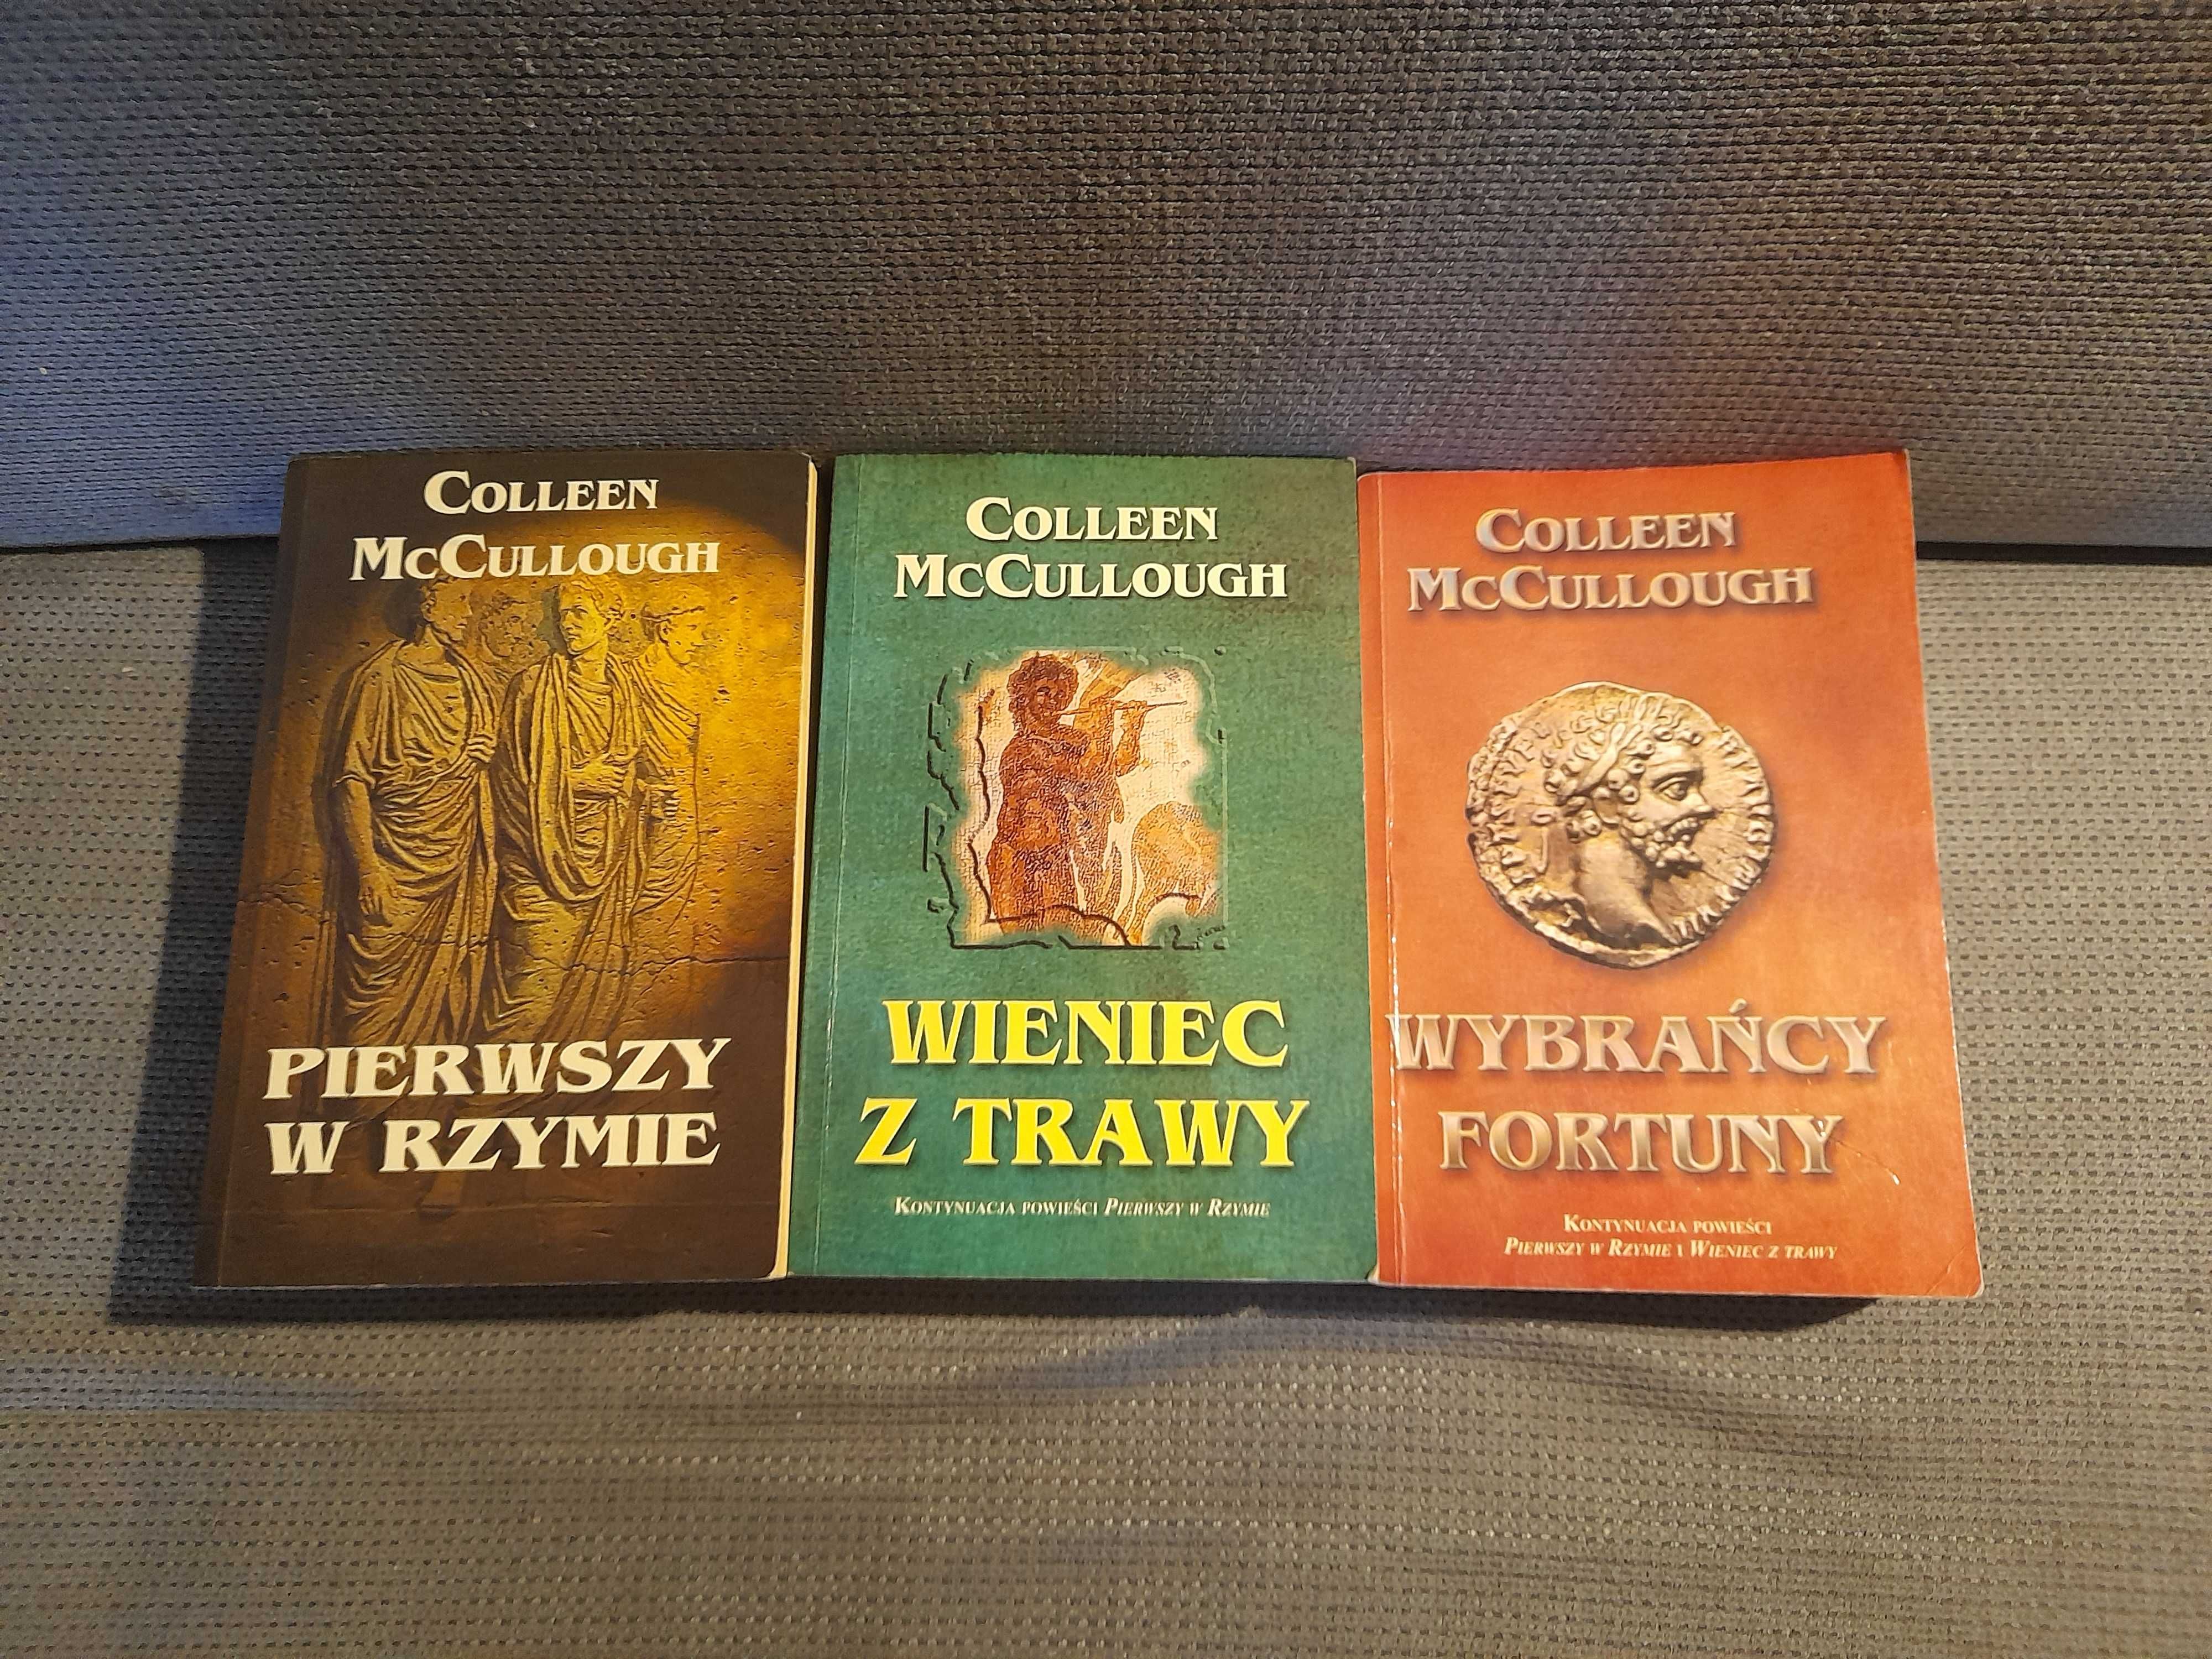 COLLEEN
McCULLOUGH
PIERWSZY
W RZYMIE
COLLEEN
McCULLOUGH
WIENIEC
Z TRAWY
KONTYNUACJA POWIEŚCI PIERWSZY W RZYMIE
COLLEEN
McCULLOUGH
WYBRAŃCY
FORTUNY
KONTYNUACJA POWIEŚCI
PIERWSZY W RZYMIE I WIENIEC Z TRAWY